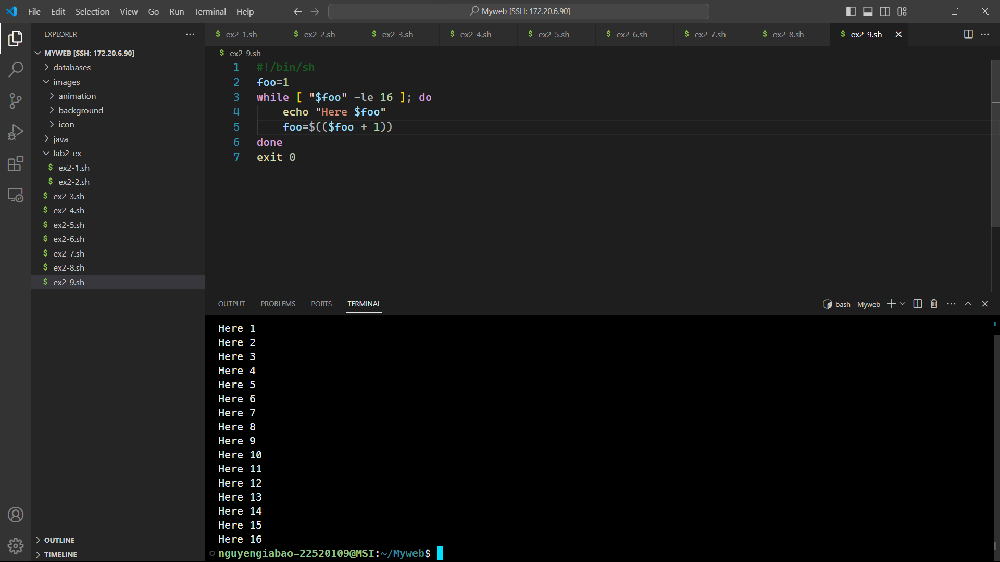 File Edit Selection View Go Run Terminal Help
Myweb [SSH: 172.20.6.90]
EXPLORER
MYWEB [SSH: 172.20.6.90]
databases
images
animation
background
icon
java
lab2_ex
$ ex2-1.sh
$ ex2-2.sh
$ ex2-3.sh
$ ex2-4.sh
$ ex2-5.sh
$ ex2-6.sh
$ ex2-7.sh
$ ex2-8.sh
$ ex2-9.sh
OUTLINE
TIMELINE
$ ex2-1.sh $ ex2-2.sh $ ex2-3.sh $ ex2-4.sh $ ex2-5.sh $ ex2-6.sh $ ex2-7.sh $ ex2-8.sh $ ex2-9.sh
$ ex2-9.sh
1 #!/bin/sh
2 foo=1
3 while [ "$foo" -le 16 ]; do
4     echo "Here $foo"
5     foo=$(($foo + 1))
6 done
7 exit 0
OUTPUT PROBLEMS PORTS TERMINAL
bash - Myweb
Here 1
Here 2
Here 3
Here 4
Here 5
Here 6
Here 7
Here 8
Here 9
Here 10
Here 11
Here 12
Here 13
Here 14
Here 15
Here 16
nguyengiabao-22520109@MSI:~/Myweb$